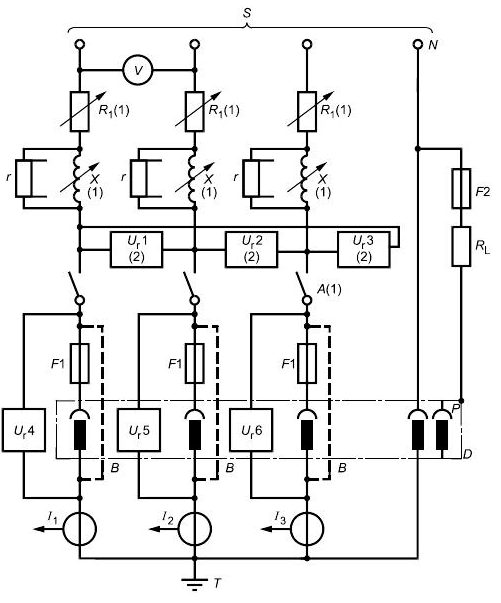 S
N
V
R1(1) R1(1) R1(1)
F2
r X (1) r X (1) r X (1)
RL
Ur1 (2) Ur2 (2) Ur3 (2)
A(1)
F1 F1 F1
P
Ur4 Ur5 Ur6
D
B B B
I1 I2 I3
T